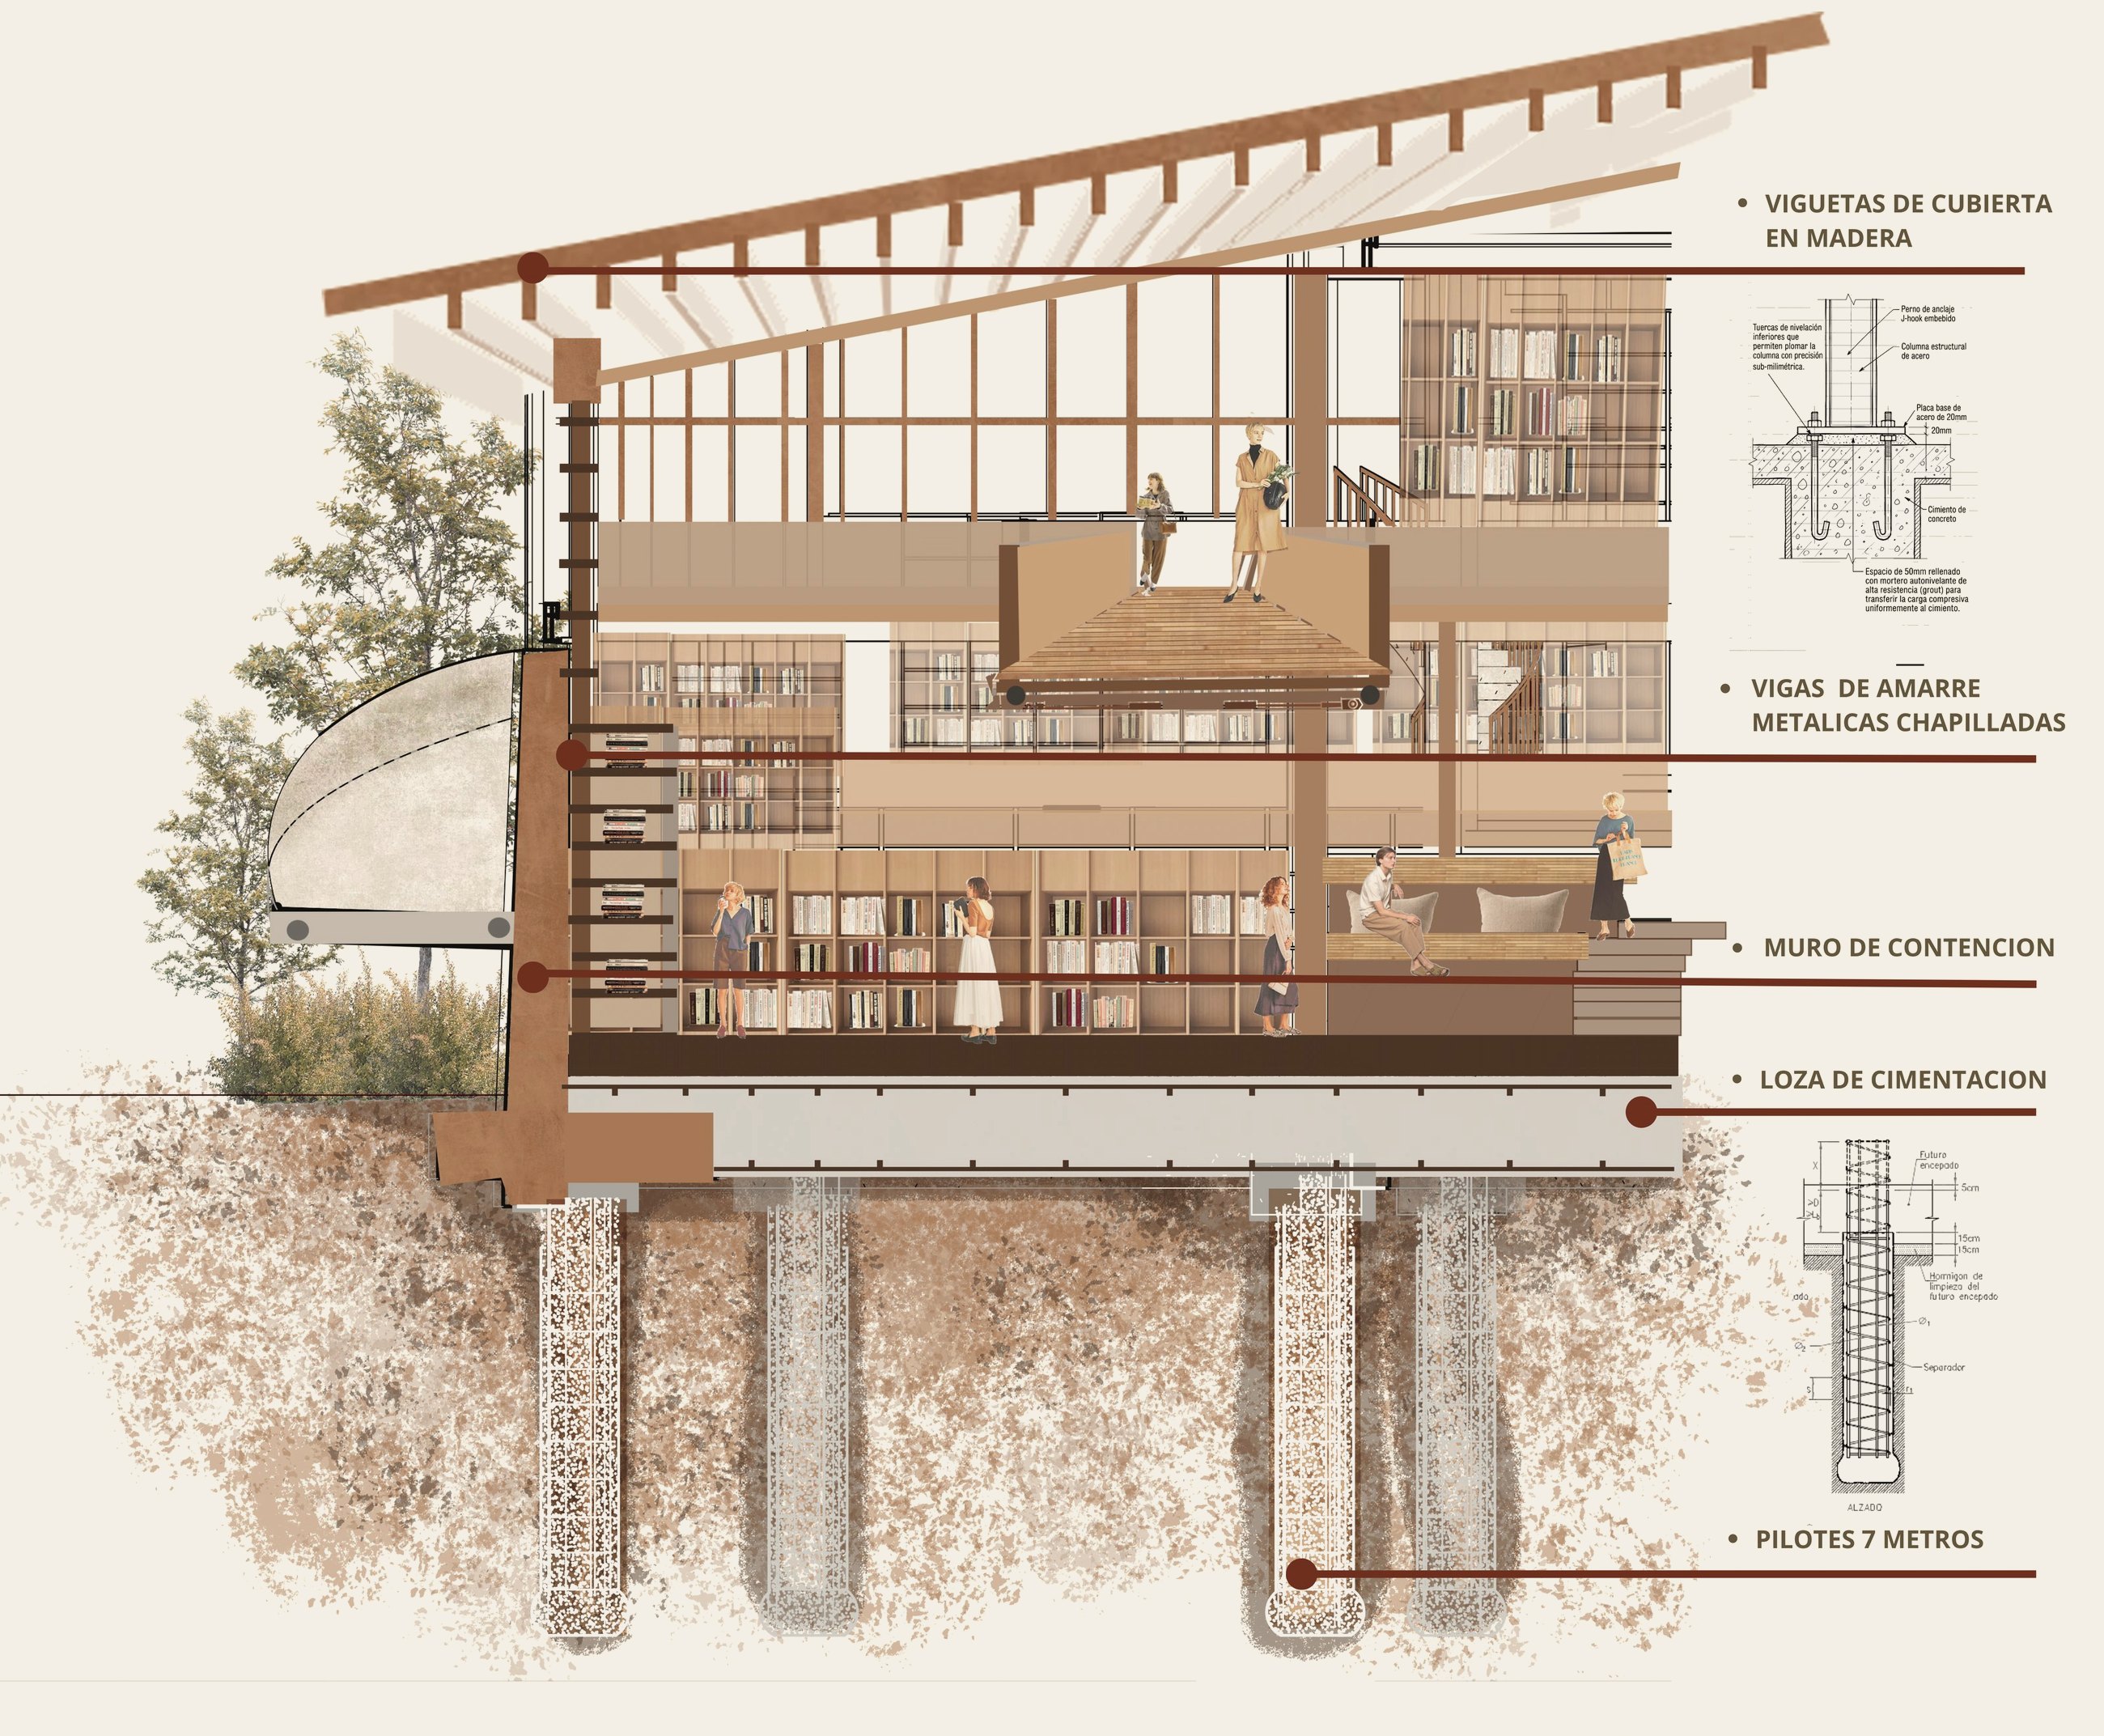 • VIGUETAS DE CUBIERTA
EN MADERA
Perno de anclaje
J-hook embebido
Tuercas de nivelación
inferiores que
permiten plomar la
columna con precisión
sub-milimétrica.
Columna estructural
de acero
Placa base de
acero de 20mm
20mm
Cimiento de
concreto
Espacio de 50mm rellenado
con mortero autonivelante de
alta resistencia (grout) para
transferir la carga compresiva
uniformemente al cimiento.
• VIGAS DE AMARRE
METALICAS CHAPILLADAS
• MURO DE CONTENCION
• LOZA DE CIMENTACION
Futuro
encepado
X
5cm
15cm
15cm
Hormigon de
limpieza del
futuro encepado
ado
Ø1
Ø2
Separador
S
ALZADO
• PILOTES 7 METROS